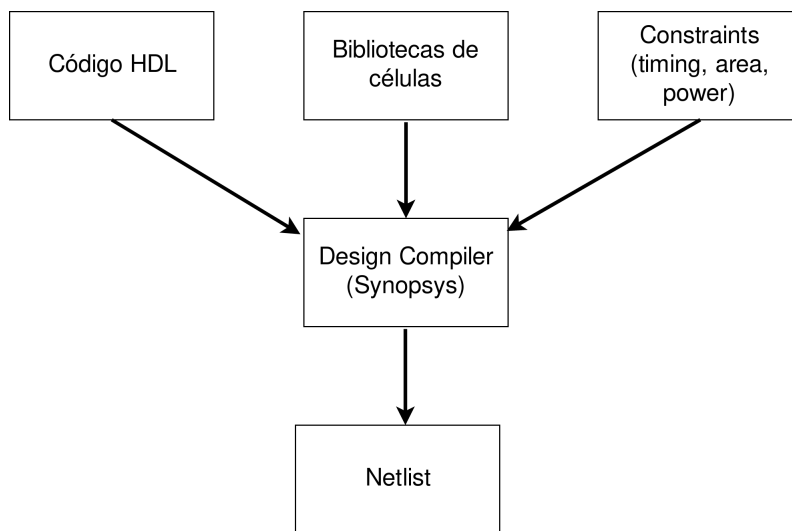 Código HDL
Bibliotecas de
células
Constraints
(timing, area,
power)
Design Compiler
(Synopsys)
Netlist